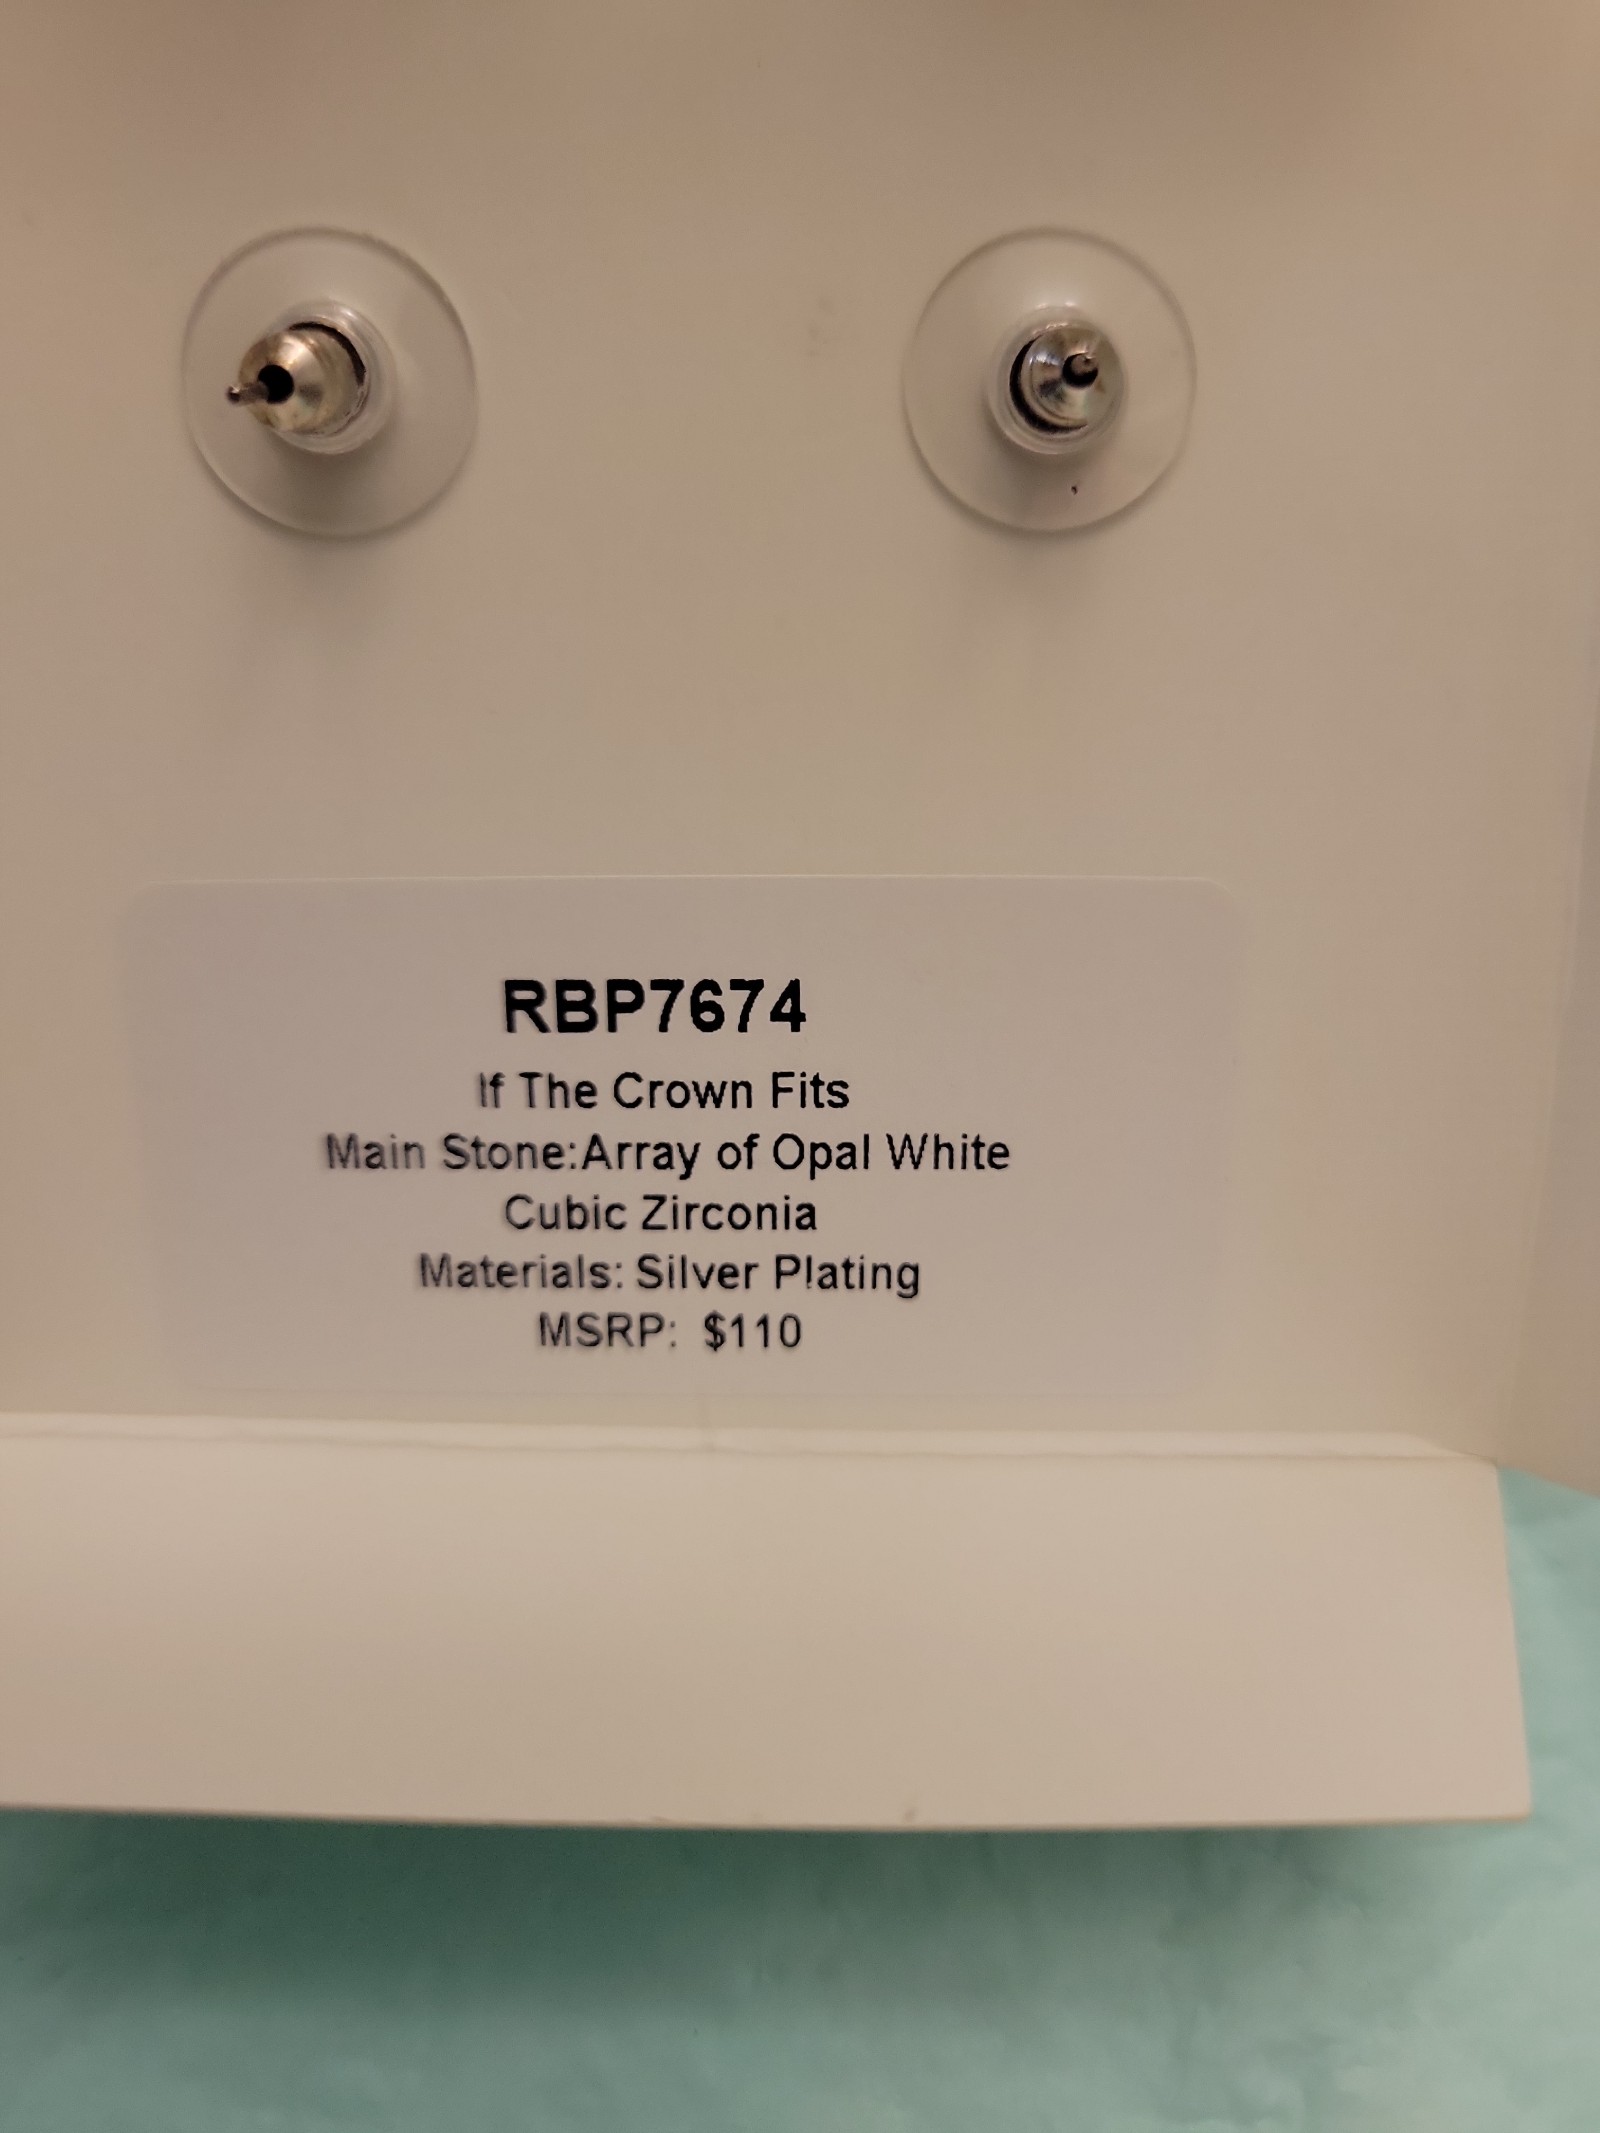 RBP7674
If The Crown Fits
Main Stone:Array of Opal White
Cubic Zirconia
Materials: Silver Plating
MSRP: $110